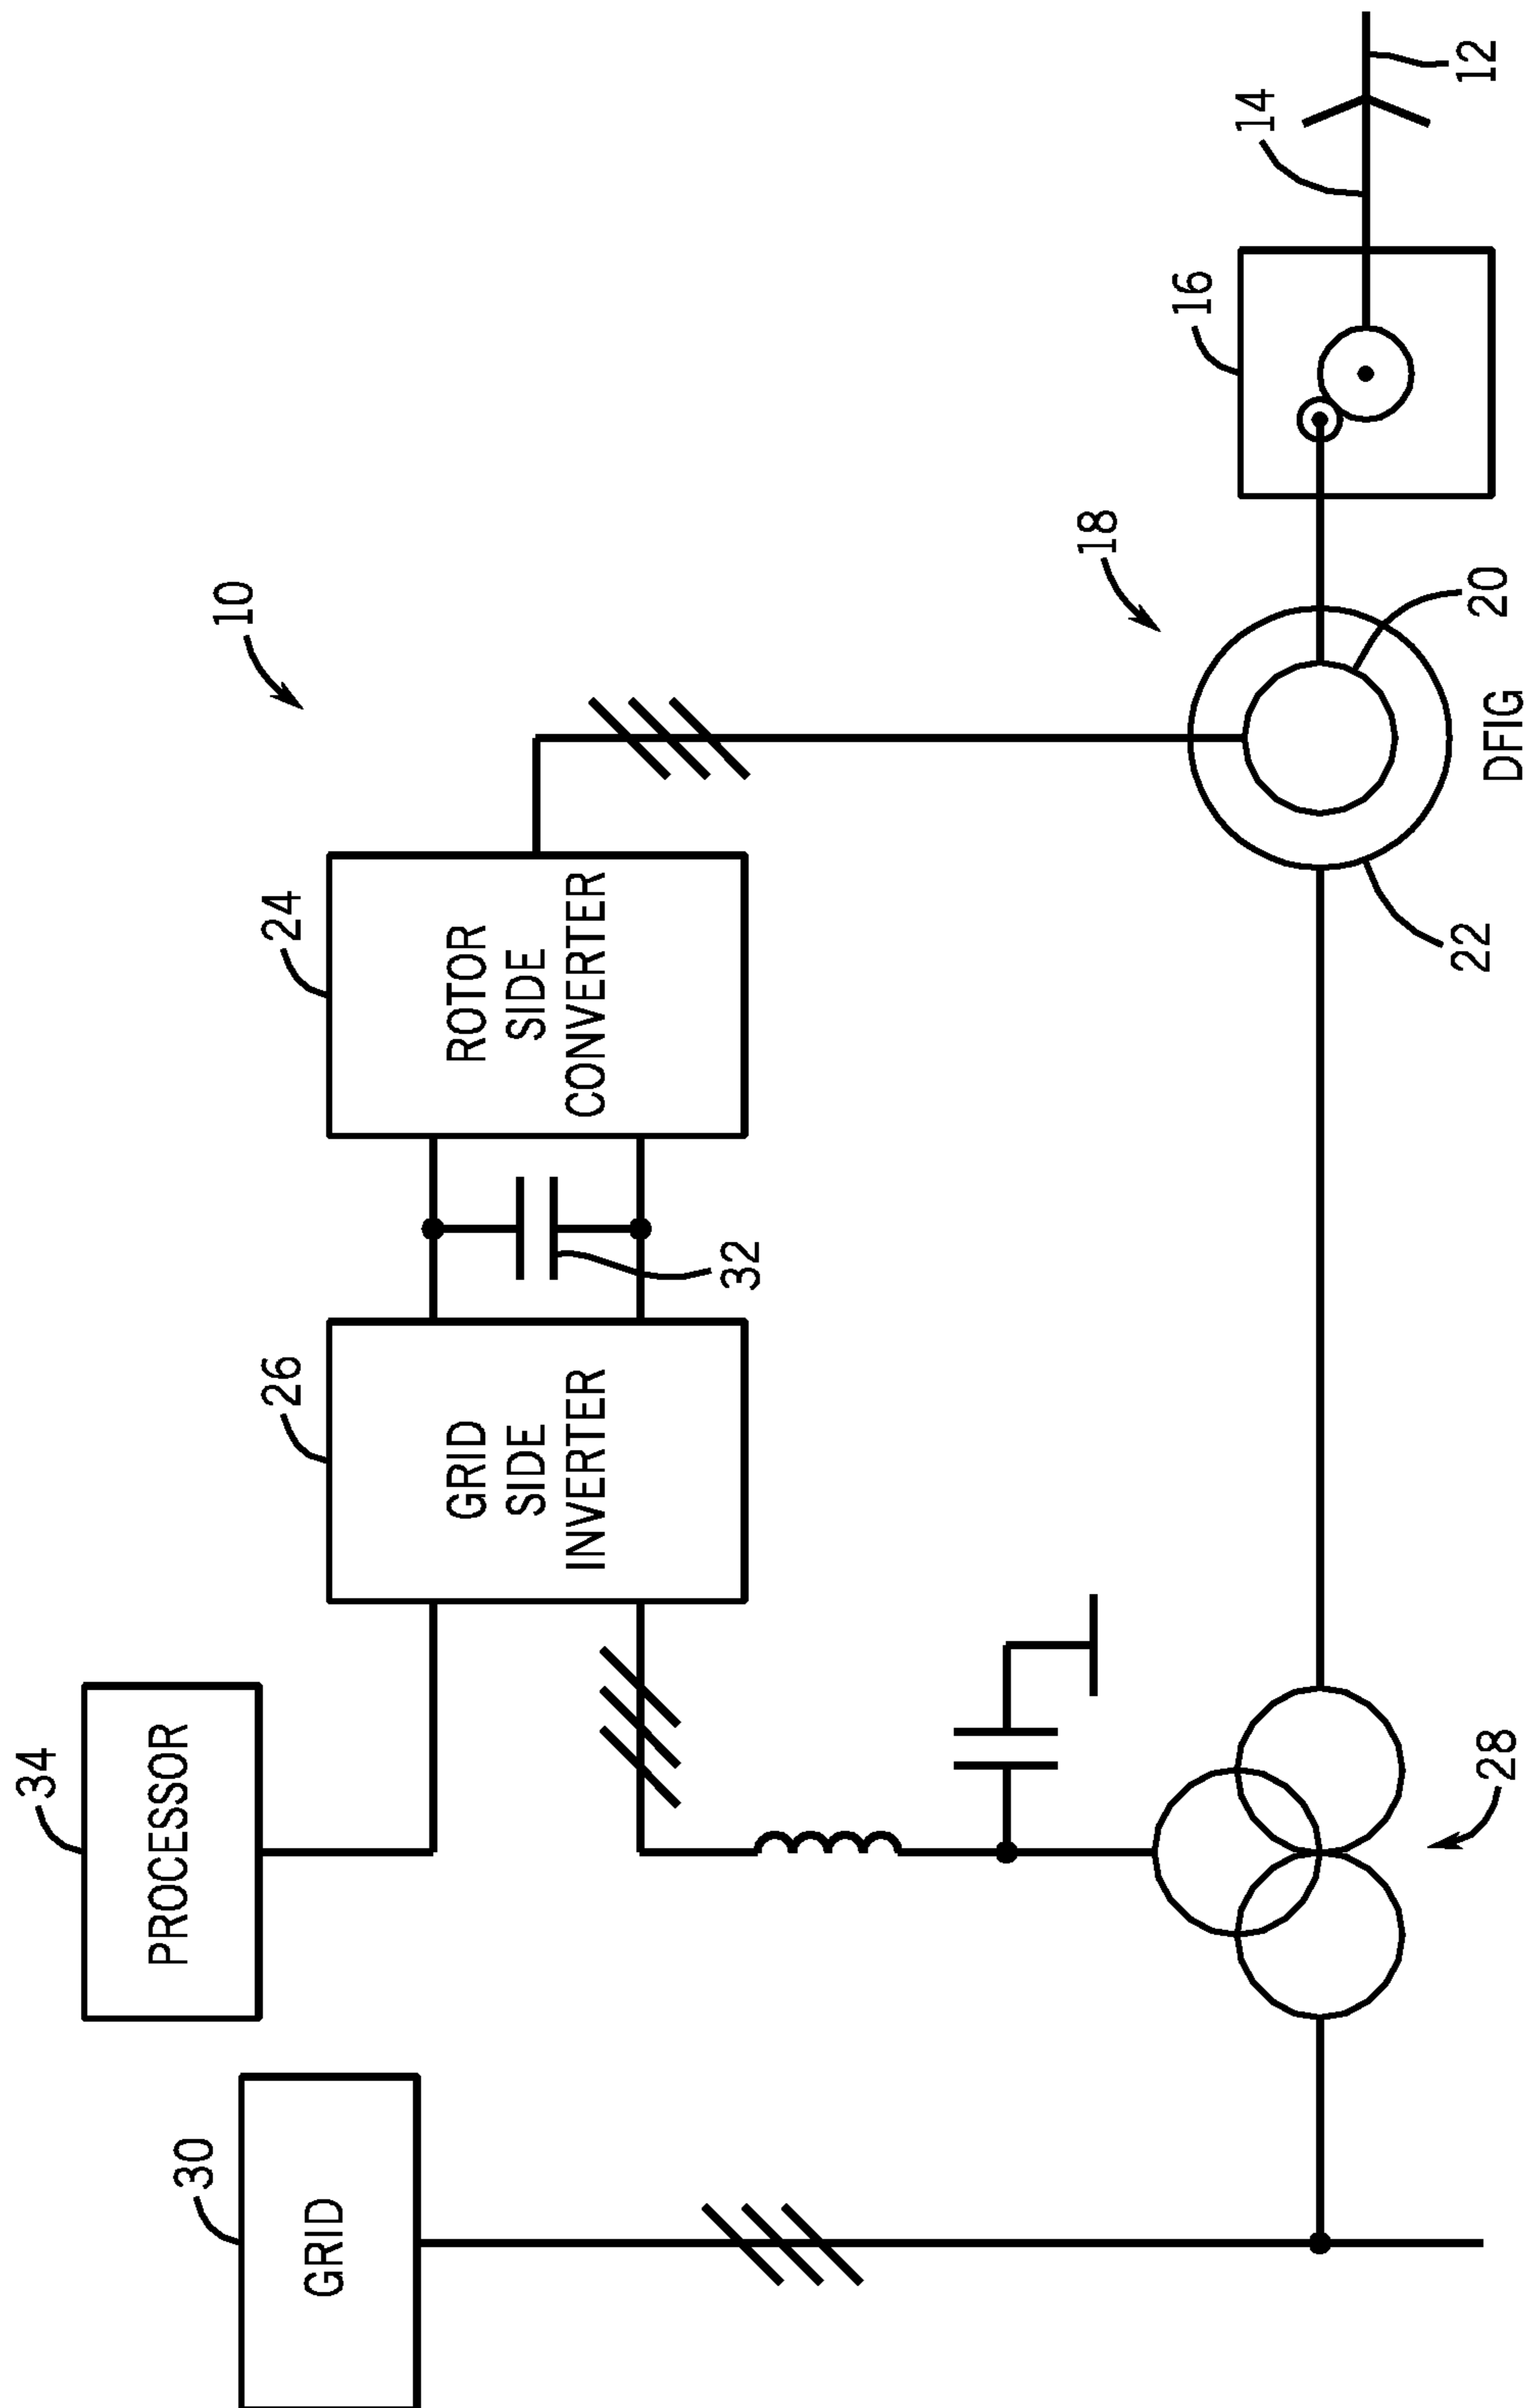 34
PROCESSOR
30
GRID
10
26
GRID
SIDE
INVERTER
32
24
ROTOR
SIDE
CONVERTER
28
22
DFIG
20
18
16
14
12